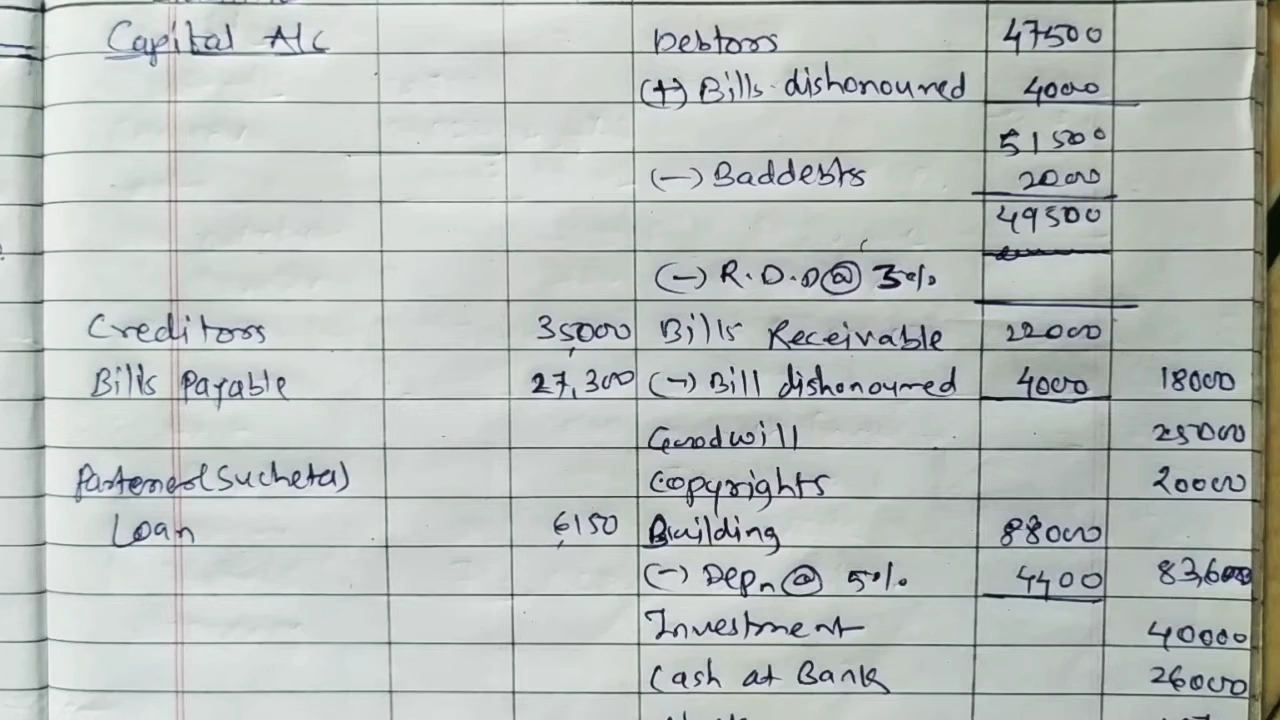 Capital A/c Debtors 47500
(+) Bills dishonoured 4000
51500
(-) Baddebts 2000
49500
(-) R.D.D@ 3%
Creditors 35000 Bills Receivable 22000
Bills Payable 27,300 (-) Bill dishonoured 4000 18000
Goodwill 25000
(Sucheta) Copyrights 20000
Loan 6150 Building 88000
(-) Depn@ 5% 4400 83,600
Investment 40000
Cash at Bank 26000